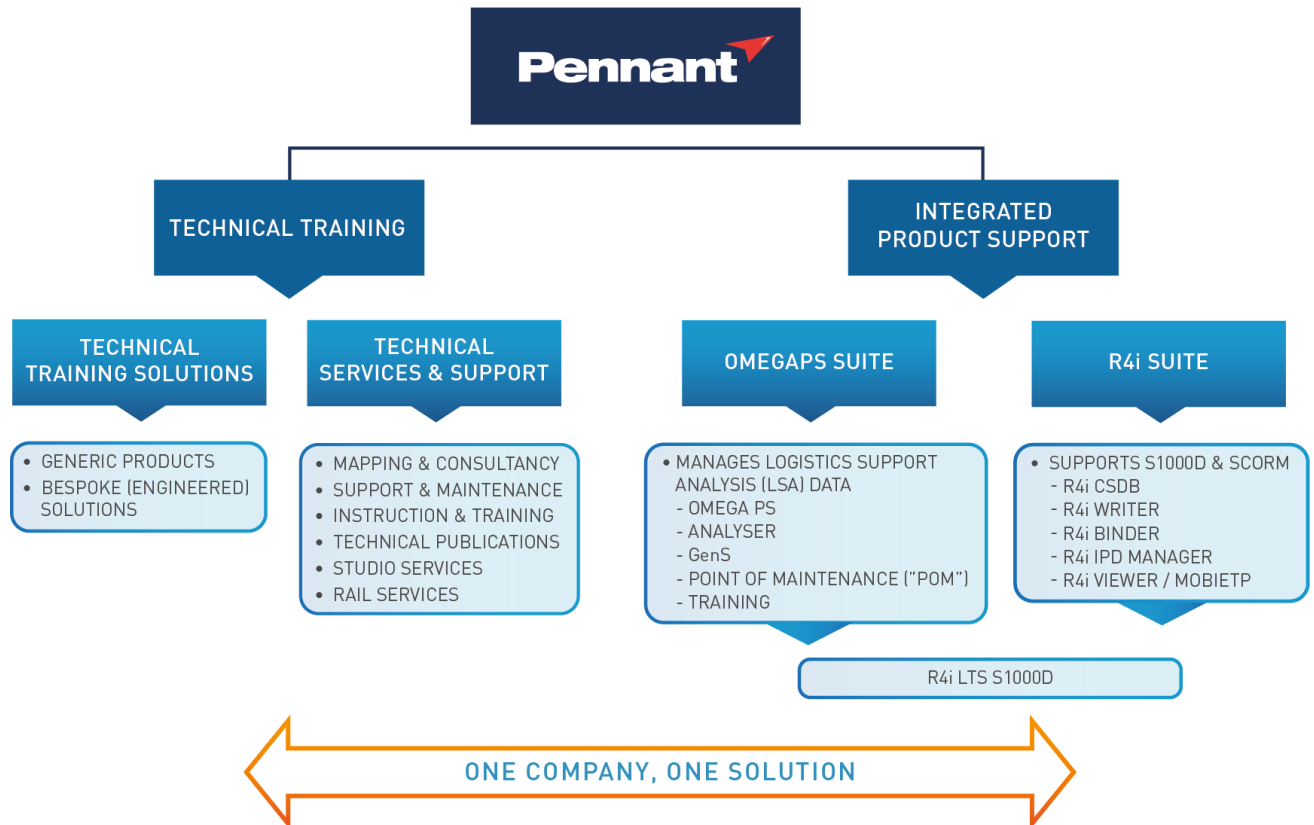 Pennant
TECHNICAL TRAINING
INTEGRATED
PRODUCT SUPPORT
TECHNICAL
TRAINING SOLUTIONS
TECHNICAL
SERVICES & SUPPORT
OMEGAPS SUITE
R4i SUITE
• GENERIC PRODUCTS
• BESPOKE (ENGINEERED)
SOLUTIONS
• MAPPING & CONSULTANCY
• SUPPORT & MAINTENANCE
• INSTRUCTION & TRAINING
• TECHNICAL PUBLICATIONS
• STUDIO SERVICES
• RAIL SERVICES
• MANAGES LOGISTICS SUPPORT
ANALYSIS (LSA) DATA
- OMEGA PS
- ANALYSER
- GenS
- POINT OF MAINTENANCE (”POM”)
- TRAINING
• SUPPORTS S1000D & SCORM
- R4i CSDB
- R4i WRITER
- R4i BINDER
- R4i IPD MANAGER
- R4i VIEWER / MOBIETP
R4i LTS S1000D
ONE COMPANY, ONE SOLUTION